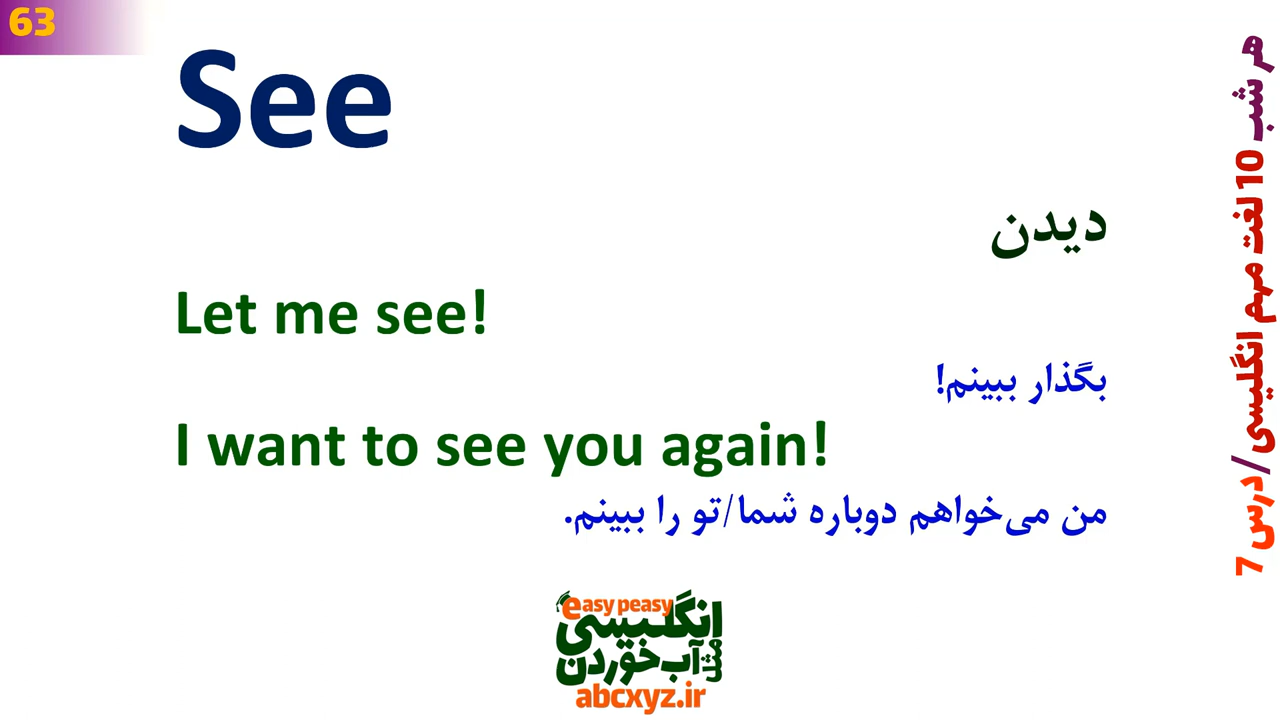 63
See
دیدن
Let me see!
بگذار ببینم!
I want to see you again!
من می‌خواهم دوباره شما/تو را ببینم.
هر شب 10 لغت مهم انگلیسی/درس 7
easy peasy
انگلیسی
مثل آب خوردن
abcxyz.ir